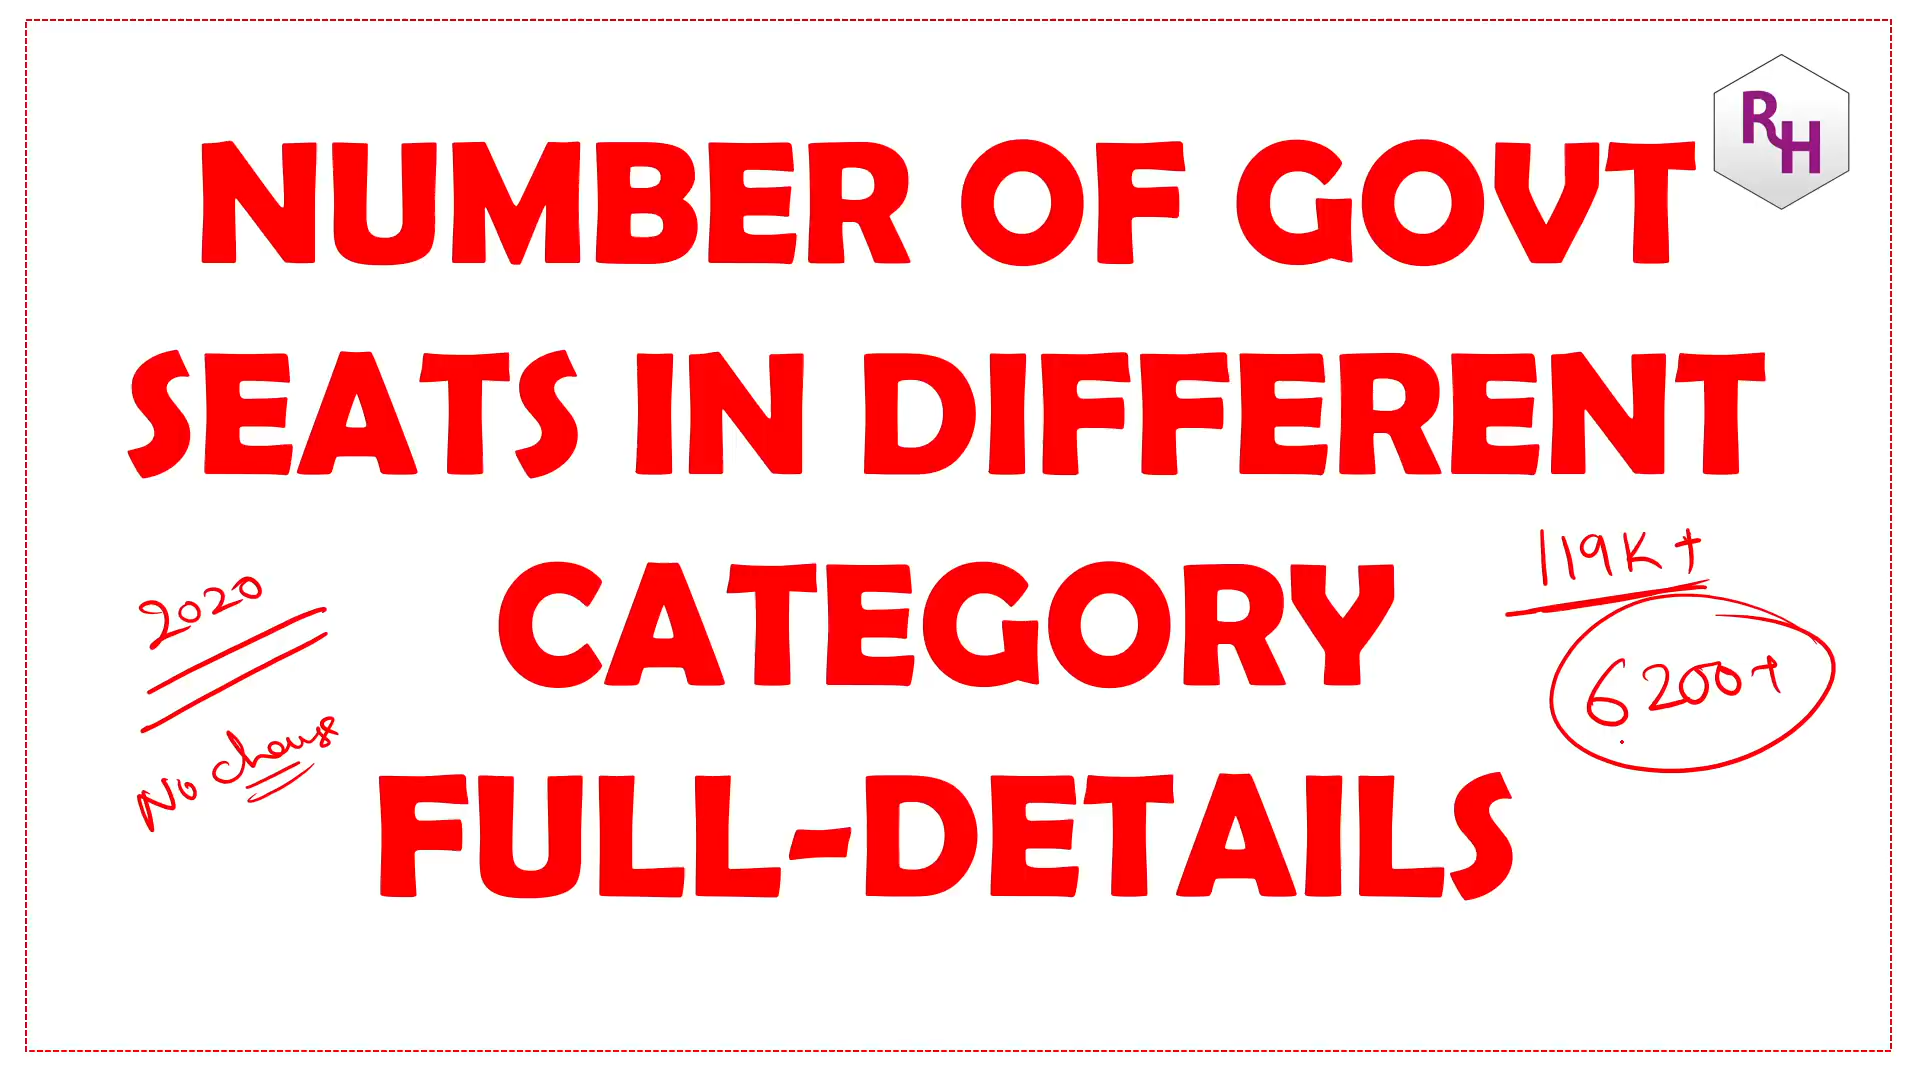 RH
NUMBER OF GOVT
SEATS IN DIFFERENT
CATEGORY
FULL-DETAILS
2020
No change
119K+
6200+